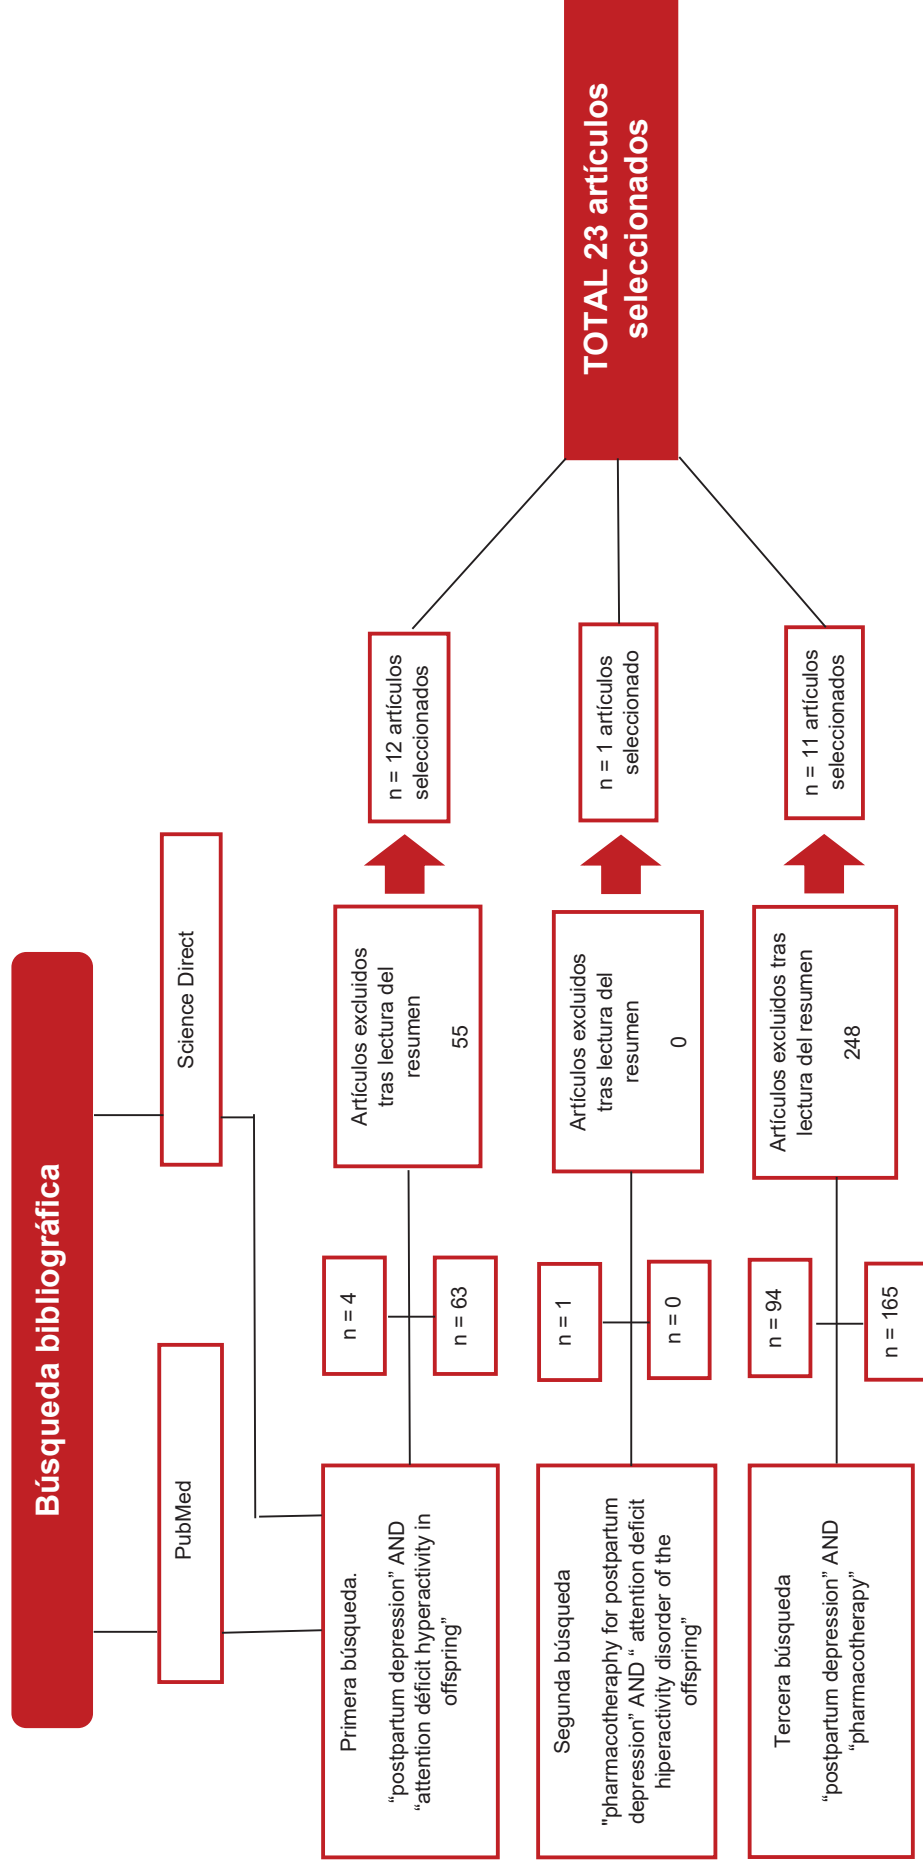 Búsqueda bibliográfica
PubMed
Science Direct
Primera búsqueda.
“postpartum depression” AND
“attention déficit hyperactivity in
offspring”
n = 4
n = 63
Artículos excluidos
tras lectura del
resumen
55
n = 12 artículos
seleccionados
Segunda búsqueda
"pharmacotheraphy for postpartum
depression” AND “ attention deficit
hiperactivity disorder of the
offspring”
n = 1
n = 0
Artículos excluidos
tras lectura del
resumen
0
n = 1 artículos
seleccionado
Tercera búsqueda
“postpartum depression” AND
“pharmacotherapy”
n = 94
n = 165
Artículos excluidos tras
lectura del resumen
248
n = 11 artículos
seleccionados
TOTAL 23 artículos
seleccionados